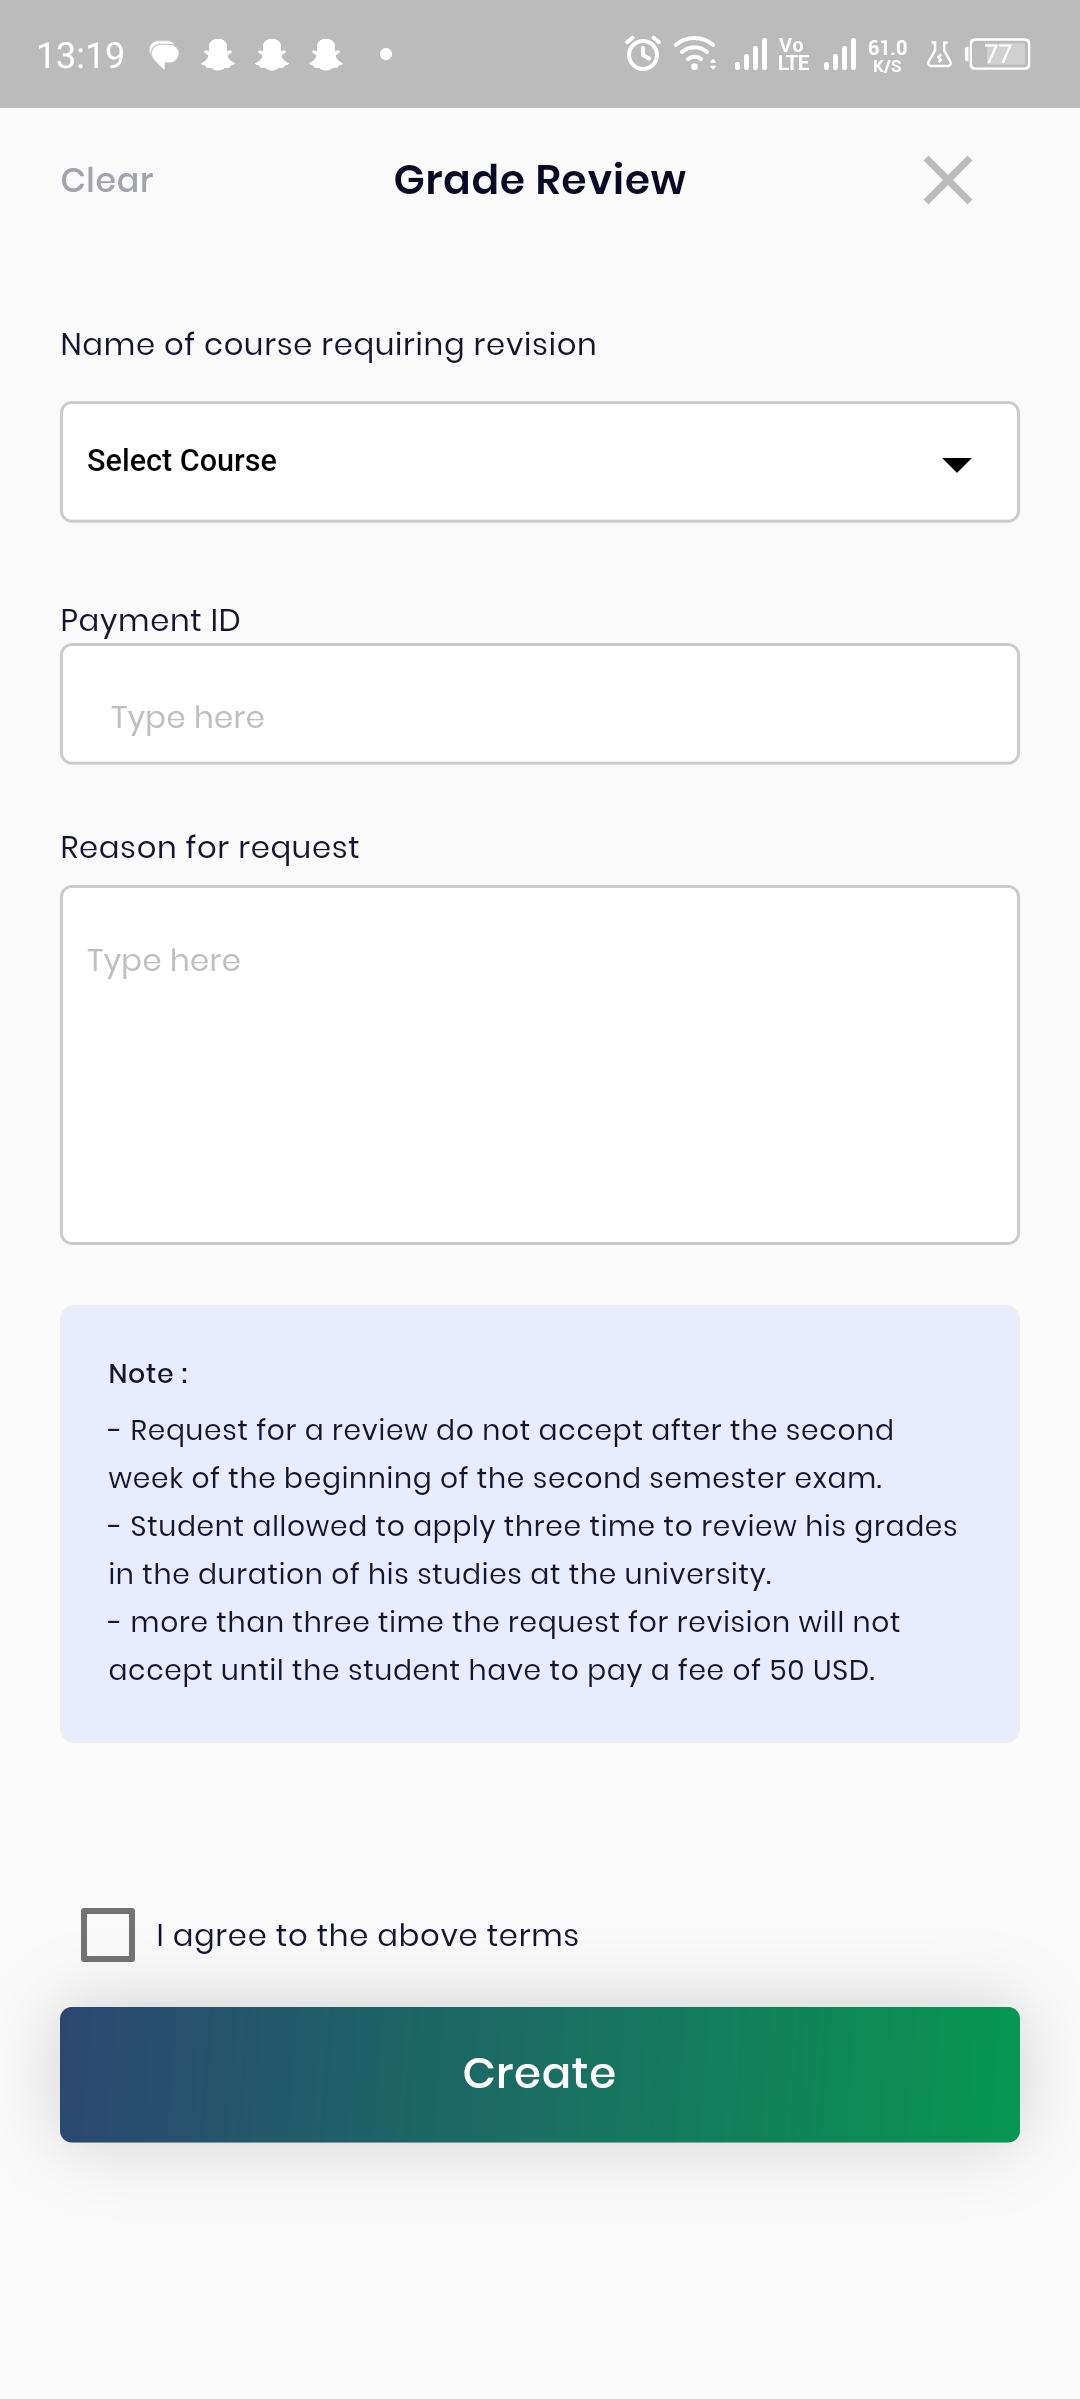 13:19 Vo LTE 61.0 K/S 77
Clear Grade Review
Name of course requiring revision
Select Course
Payment ID
Type here
Reason for request
Type here
Note :
- Request for a review do not accept after the second
week of the beginning of the second semester exam.
- Student allowed to apply three time to review his grades
in the duration of his studies at the university.
- more than three time the request for revision will not
accept until the student have to pay a fee of 50 USD.
I agree to the above terms
Create